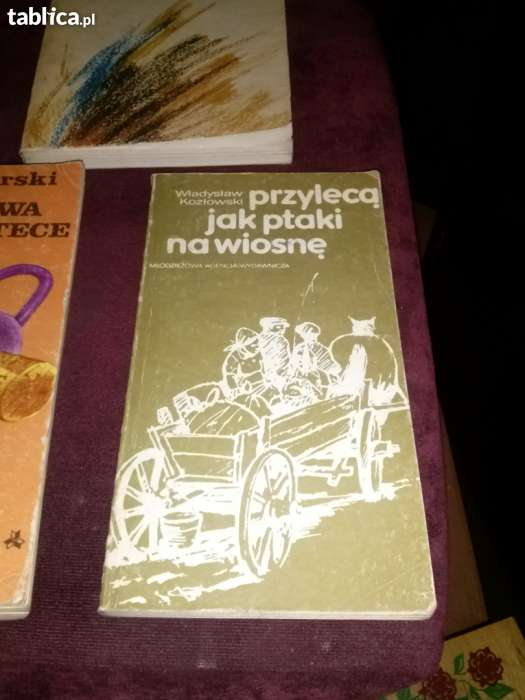 tablica.pl
rski
WA
TECE
Władysław
Kozłowski
przylecą
jak ptaki
na wiosnę
MŁODZIEŻOWA AGENCJA WYDAWNICZA